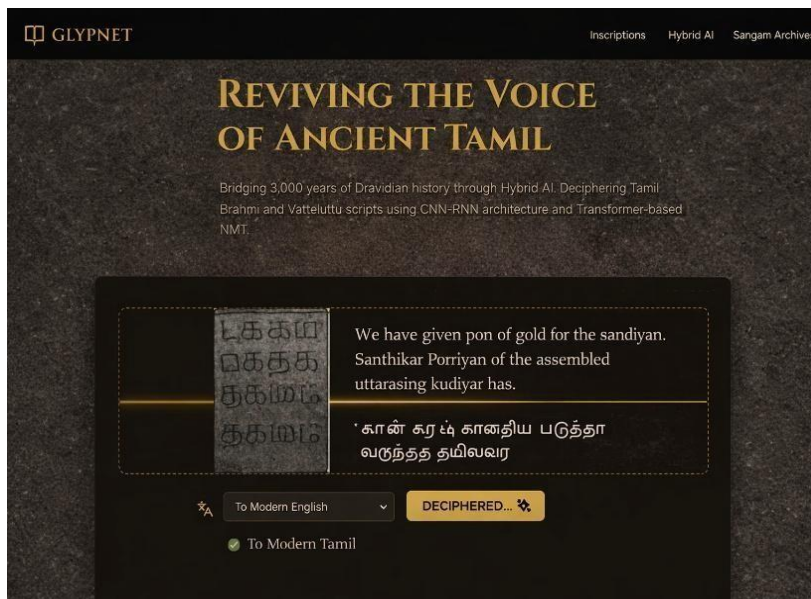 GLYPNET
Inscriptions Hybrid AI Sangam Archives
REVIVING THE VOICE
OF ANCIENT TAMIL
Bridging 3,000 years of Dravidian history through Hybrid AI. Deciphering Tamil
Brahmi and Vatteluttu scripts using CNN-RNN architecture and Transformer-based
NMT.
We have given pon of gold for the sandiyan.
Santhikar Porriyan of the assembled
uttarasing kudiyar has.
கான் கர கானதிய படுத்தா
வருந்தத தமிலவர
To Modern English
DECIPHERED...
To Modern Tamil